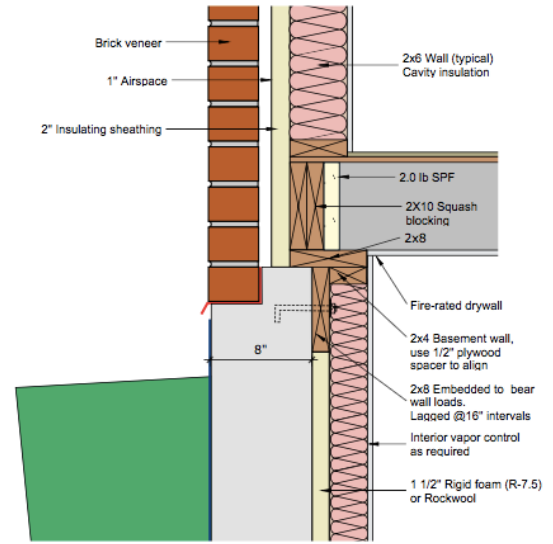 Brick veneer
1" Airspace
2" Insulating sheathing
2x6 Wall (typical)
Cavity insulation
2.0 lb SPF
2X10 Squash
blocking
2x8
Fire-rated drywall
2x4 Basement wall,
use 1/2" plywood
spacer to align
8"
2x8 Embedded to bear
wall loads.
Lagged @16" intervals
Interior vapor control
as required
1 1/2" Rigid foam (R-7.5)
or Rockwool